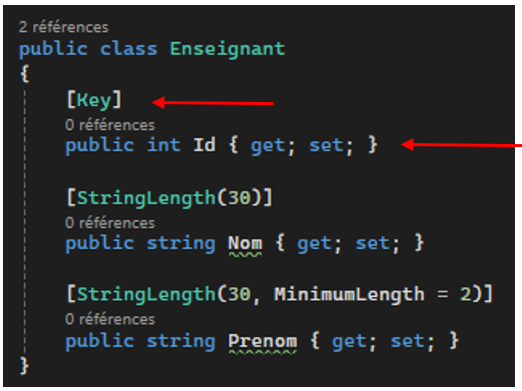 2 références
public class Enseignant
{
[Key]
0 références
public int Id { get; set; }
[StringLength(30)]
0 références
public string Nom { get; set; }
[StringLength(30, MinimumLength = 2)]
0 références
public string Prenom { get; set; }
}